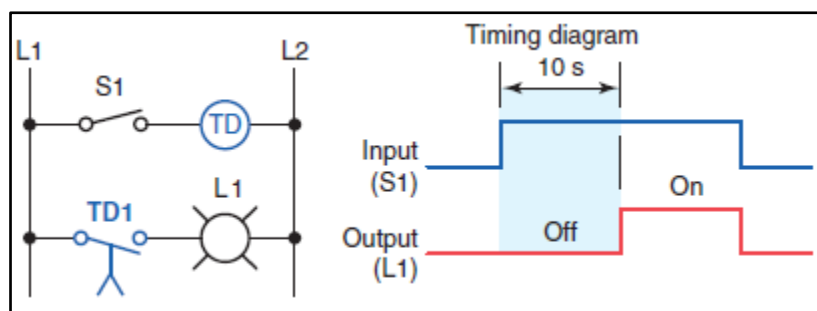 L1
L2
S1
TD
TD1
L1
Timing diagram
10 s
Input
(S1)
On
Output
(L1)
Off